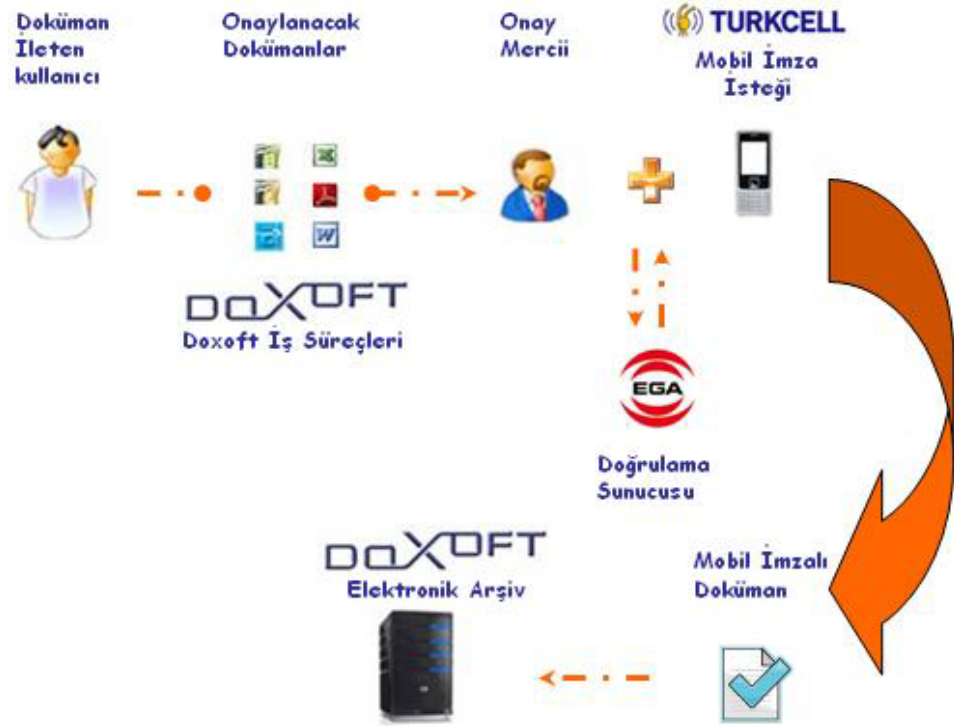 Doküman
İleten
kullanıcı
Onaylanacak
Dokümanlar
Onay
Mercii
TURKCELL
Mobil İmza
İsteği
DOXOFT
Doxoft İş Süreçleri
EGA
Doğrulama
Sunucusu
DOXOFT
Elektronik Arşiv
Mobil İmzalı
Doküman